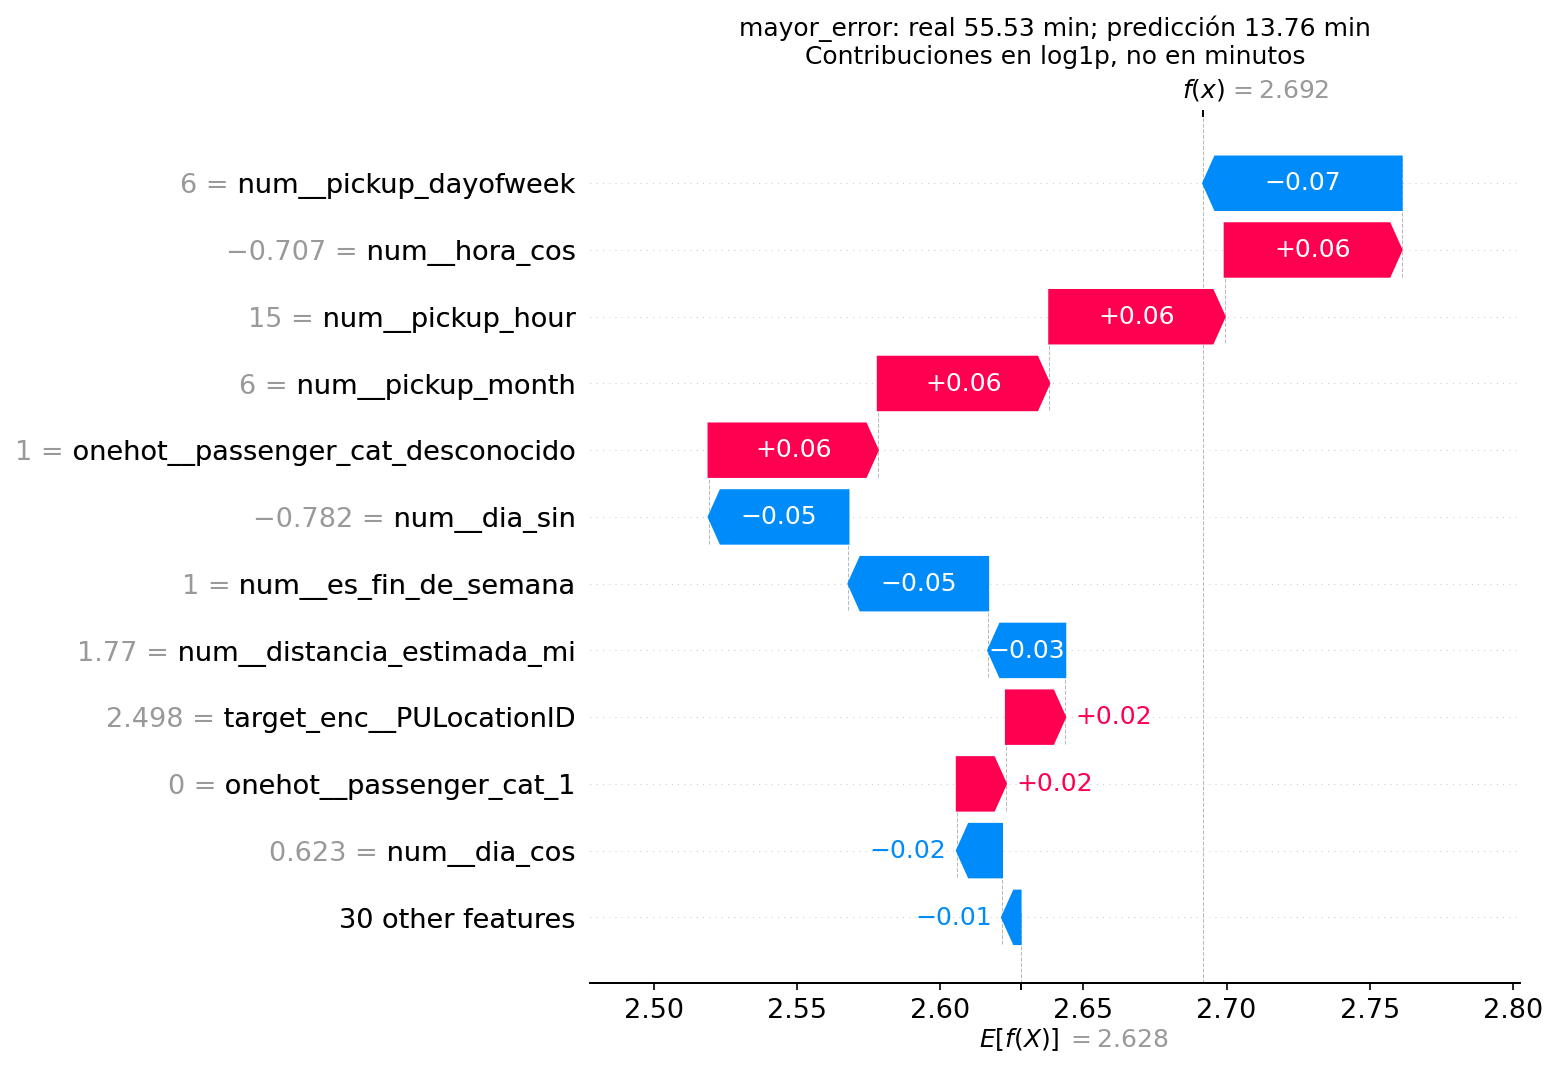 mayor_error: real 55.53 min; predicción 13.76 min
Contribuciones en log1p, no en minutos
f(x) = 2.692
6 = num__pickup_dayofweek −0.07
−0.707 = num__hora_cos +0.06
15 = num__pickup_hour +0.06
6 = num__pickup_month +0.06
1 = onehot__passenger_cat_desconocido +0.06
−0.782 = num__dia_sin −0.05
1 = num__es_fin_de_semana −0.05
1.77 = num__distancia_estimada_mi −0.03
2.498 = target_enc__PULocationID +0.02
0 = onehot__passenger_cat_1 +0.02
0.623 = num__dia_cos −0.02
30 other features −0.01
2.50 2.55 2.60 2.65 2.70 2.75 2.80
E[f(X)] = 2.628